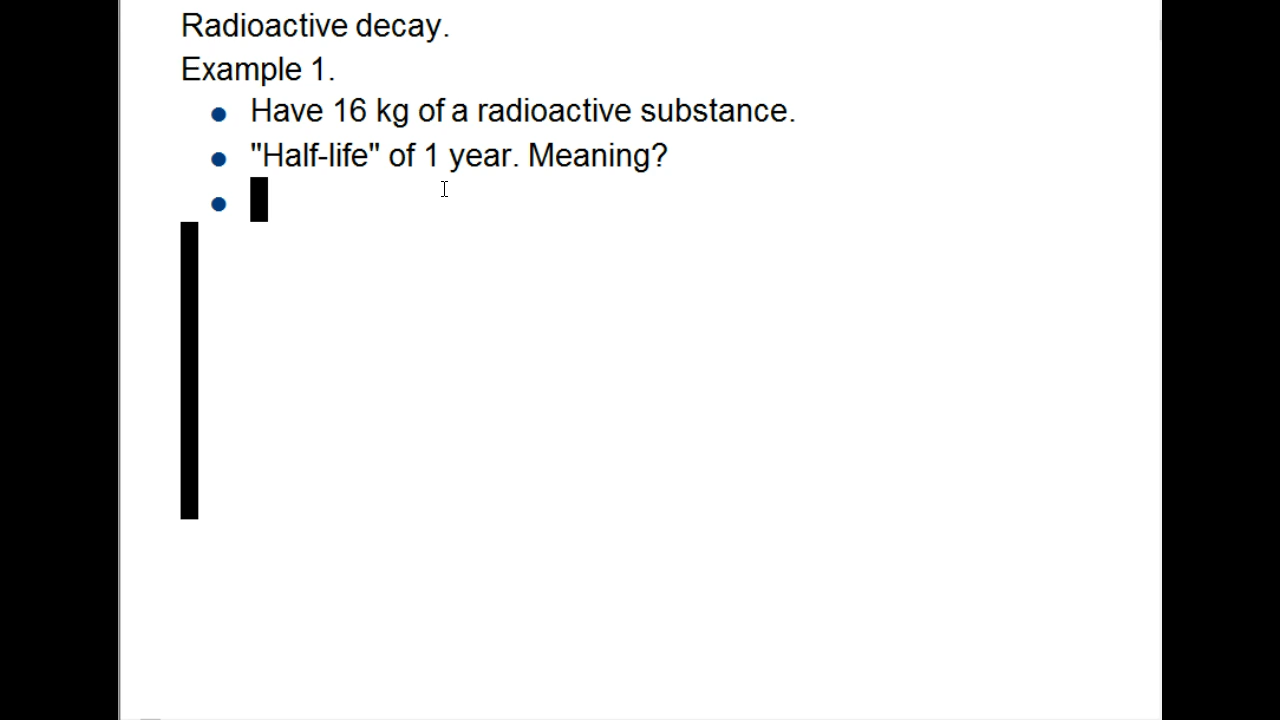 Radioactive decay.
Example 1.
● Have 16 kg of a radioactive substance.
● "Half-life" of 1 year. Meaning?
●